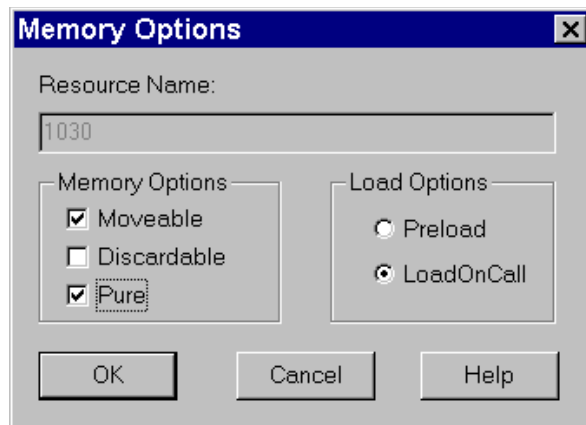 Memory Options
Resource Name:
1030
Memory Options
Moveable
Discardable
Pure
Load Options
Preload
LoadOnCall
OK
Cancel
Help